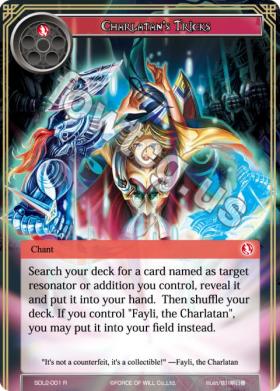 Charlatan's Tricks
Chant
Search your deck for a card named as target
resonator or addition you control, reveal it
and put it into your hand. Then shuffle your
deck. If you control "Fayli, the Charlatan",
you may put it into your field instead.
"It's not a counterfeit, it's a collectible!" —Fayli, the Charlatan
SDL2-001 R
©FORCE OF WILL Co.,Ltd.